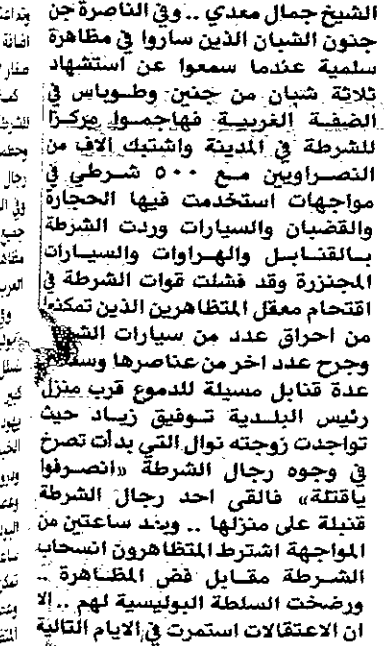 الشيخ جمال معدي .. وفي الناصرة جن
جنون الشبان الذين ساروا في مظاهرة
سلمية عندما سمعوا عن استشهاد
ثلاثة شبان من جنين وطوباس في
الضفة الغربية فهاجموا مركزا
للشرطة في المدينة واشتبك الاف من
النصراويين مع ٥٠٠ شرطي في
مواجهات استخدمت فيها الحجارة
والقضبان والسيارات وردت الشرطة
بالقنابل والهراوات والسيارات
المجنزرة وقد فشلت قوات الشرطة في
اقتحام معقل المتظاهرين الذين تمكنوا
من احراق عدد من سيارات
وجرح عدد اخر من عناصرها
عدة قنابل مسيلة للدموع قرب منزل
رئيس البلدية توفيق زياد حيث
تواجدت زوجته نوال التي بدأت تصرخ
في وجوه رجال الشرطة «انصرفوا
ياقتلة» فالقى احد رجال الشرطة
قنبلة على منزلها .. وبعد ساعتين من
المواجهة اشترط المتظاهرون انسحاب
الشرطة مقابل فض المظاهرة ..
ورضخت السلطة البوليسية لهم .. الا
ان الاعتقالات استمرت في الايام التالية